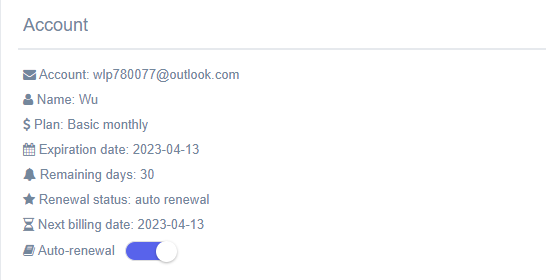 Account
Account: wlp780077@outlook.com
Name: Wu
Plan: Basic monthly
Expiration date: 2023-04-13
Remaining days: 30
Renewal status: auto renewal
Next billing date: 2023-04-13
Auto-renewal